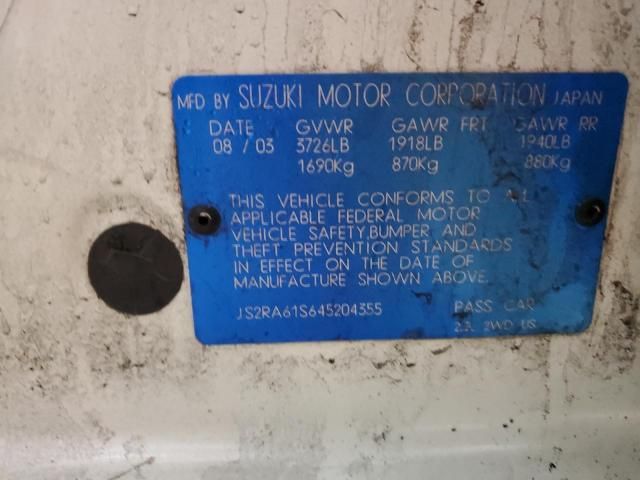 MFD BY SUZUKI MOTOR CORPORATION JAPAN
DATE GVWR GAWR FRT GAWR RR
08 / 03 3726LB 1918LB 1940LB
1690Kg 870Kg 880Kg
THIS VEHICLE CONFORMS TO ALL
APPLICABLE FEDERAL MOTOR
VEHICLE SAFETY,BUMPER AND
THEFT PREVENTION STANDARDS
IN EFFECT ON THE DATE OF
MANUFACTURE SHOWN ABOVE.
JS2RA61S645204355 PASS CAR
2WD US